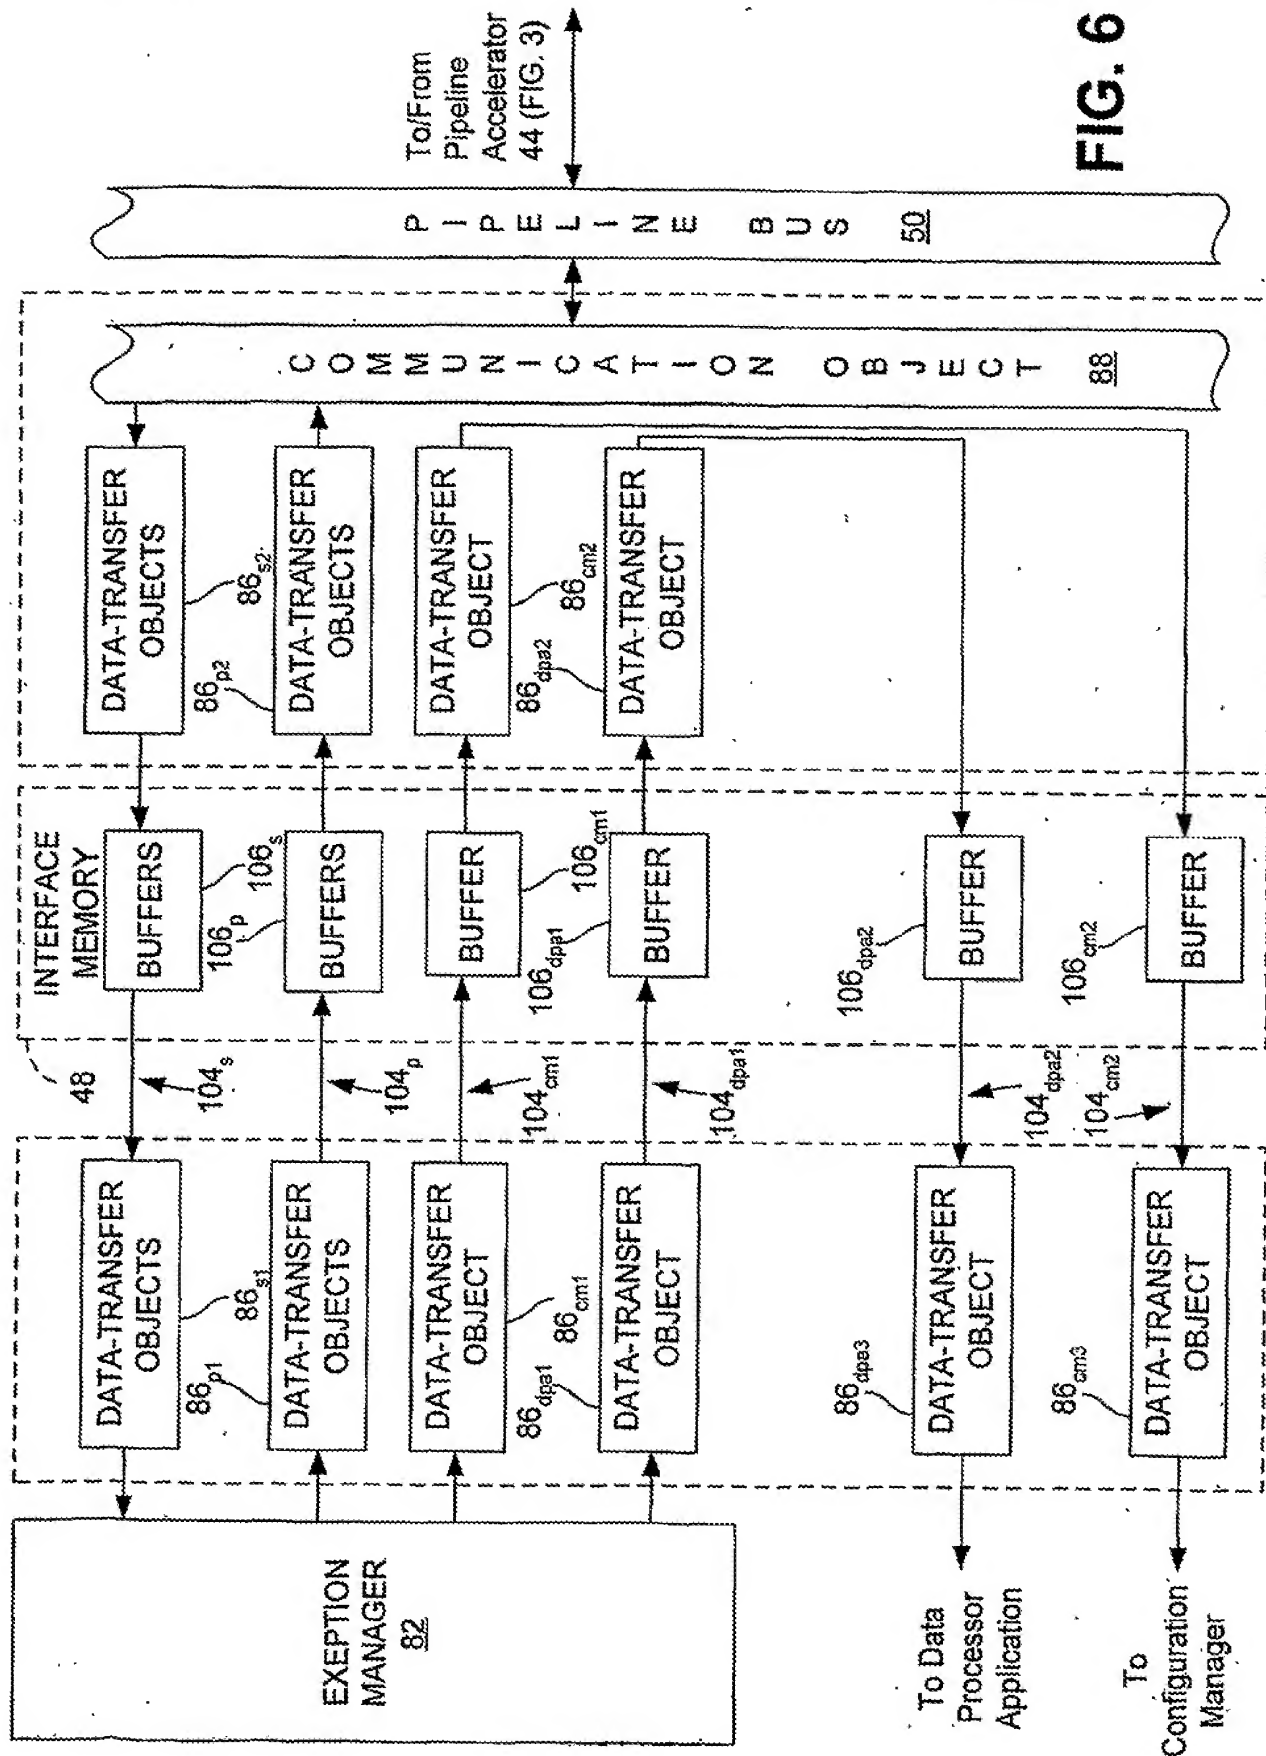 EXEPTION
MANAGER
82
DATA-TRANSFER
OBJECTS
86s1
86p1
DATA-TRANSFER
OBJECTS
DATA-TRANSFER
OBJECT
86cm1
86dpa1
DATA-TRANSFER
OBJECT
86dpa3
DATA-TRANSFER
OBJECT
86cm3
DATA-TRANSFER
OBJECT
To Data
Processor
Application
To
Configuration
Manager
48
104s
104p
104cm1
104dpa1
104dpa2
104cm2
INTERFACE
MEMORY
BUFFERS
106s
106p
BUFFERS
BUFFER
106cm1
106dpa1
BUFFER
106dpa2
BUFFER
106cm2
BUFFER
DATA-TRANSFER
OBJECTS
86s2
86p2
DATA-TRANSFER
OBJECTS
DATA-TRANSFER
OBJECT
86cm2
86dpa2
DATA-TRANSFER
OBJECT
COMMUNICATION OBJECT
88
PIPELINE BUS
50
To/From
Pipeline
Accelerator
44 (FIG. 3)
FIG. 6